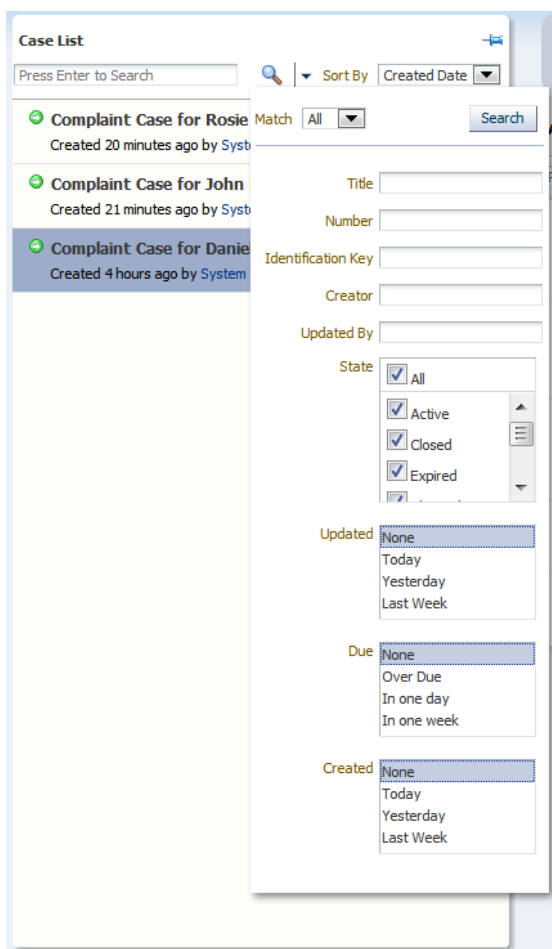 Case List
Press Enter to Search
Sort By Created Date
Complaint Case for Rosie
Created 20 minutes ago by Syst
Complaint Case for John
Created 21 minutes ago by Syst
Complaint Case for Danie
Created 4 hours ago by System
Match All Search
Title
Number
Identification Key
Creator
Updated By
State All
Active
Closed
Expired
Updated None
Today
Yesterday
Last Week
Due None
Over Due
In one day
In one week
Created None
Today
Yesterday
Last Week